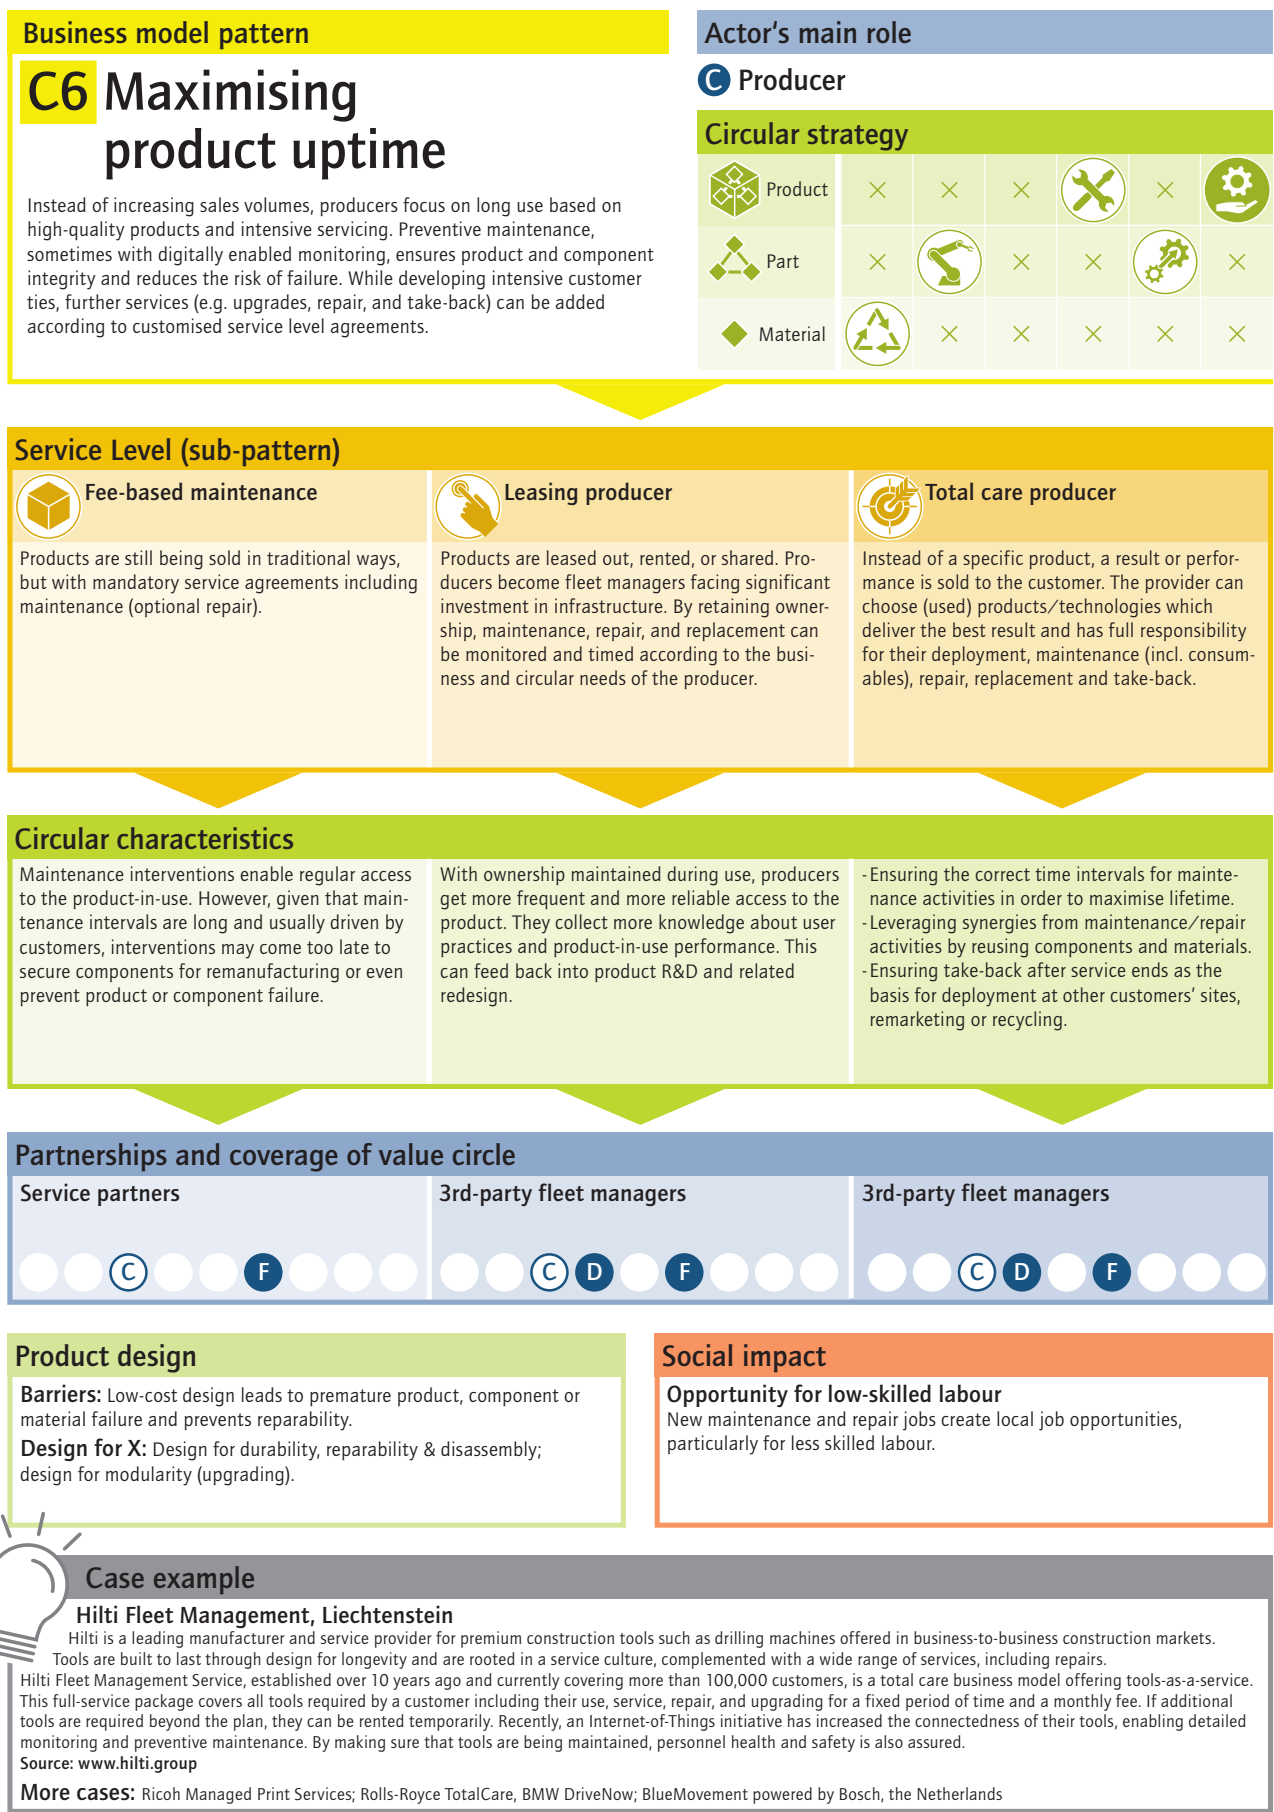 Business model pattern
C6 Maximising
product uptime
Instead of increasing sales volumes, producers focus on long use based on
high-quality products and intensive servicing. Preventive maintenance,
sometimes with digitally enabled monitoring, ensures product and component
integrity and reduces the risk of failure. While developing intensive customer
ties, further services (e.g. upgrades, repair, and take-back) can be added
according to customised service level agreements.
Actor‘s main role
C Producer
Circular strategy
Product
Part
Material
Service Level (sub-pattern)
Fee-based maintenance
Products are still being sold in traditional ways,
but with mandatory service agreements including
maintenance (optional repair).
Leasing producer
Products are leased out, rented, or shared. Pro-
ducers become fleet managers facing significant
investment in infrastructure. By retaining owner-
ship, maintenance, repair, and replacement can
be monitored and timed according to the busi-
ness and circular needs of the producer.
Total care producer
Instead of a specific product, a result or perfor-
mance is sold to the customer. The provider can
choose (used) products/technologies which
deliver the best result and has full responsibility
for their deployment, maintenance (incl. consum-
ables), repair, replacement and take-back.
Circular characteristics
Maintenance interventions enable regular access
to the product-in-use. However, given that main-
tenance intervals are long and usually driven by
customers, interventions may come too late to
secure components for remanufacturing or even
prevent product or component failure.
With ownership maintained during use, producers
get more frequent and more reliable access to the
product. They collect more knowledge about user
practices and product-in-use performance. This
can feed back into product R&D and related
redesign.
- Ensuring the correct time intervals for mainte-
nance activities in order to maximise lifetime.
- Leveraging synergies from maintenance/repair
activities by reusing components and materials.
- Ensuring take-back after service ends as the
basis for deployment at other customers’ sites,
remarketing or recycling.
Partnerships and coverage of value circle
Service partners
C F
3rd-party fleet managers
C D F
3rd-party fleet managers
C D F
Product design
Barriers: Low-cost design leads to premature product, component or
material failure and prevents reparability.
Design for X: Design for durability, reparability & disassembly;
design for modularity (upgrading).
Social impact
Opportunity for low-skilled labour
New maintenance and repair jobs create local job opportunities,
particularly for less skilled labour.
Case example
Hilti Fleet Management, Liechtenstein
Hilti is a leading manufacturer and service provider for premium construction tools such as drilling machines offered in business-to-business construction markets.
Tools are built to last through design for longevity and are rooted in a service culture, complemented with a wide range of services, including repairs.
Hilti Fleet Management Service, established over 10 years ago and currently covering more than 100,000 customers, is a total care business model offering tools-as-a-service.
This full-service package covers all tools required by a customer including their use, service, repair, and upgrading for a fixed period of time and a monthly fee. If additional
tools are required beyond the plan, they can be rented temporarily. Recently, an Internet-of-Things initiative has increased the connectedness of their tools, enabling detailed
monitoring and preventive maintenance. By making sure that tools are being maintained, personnel health and safety is also assured.
Source: www.hilti.group
More cases: Ricoh Managed Print Services; Rolls-Royce TotalCare, BMW DriveNow; BlueMovement powered by Bosch, the Netherlands